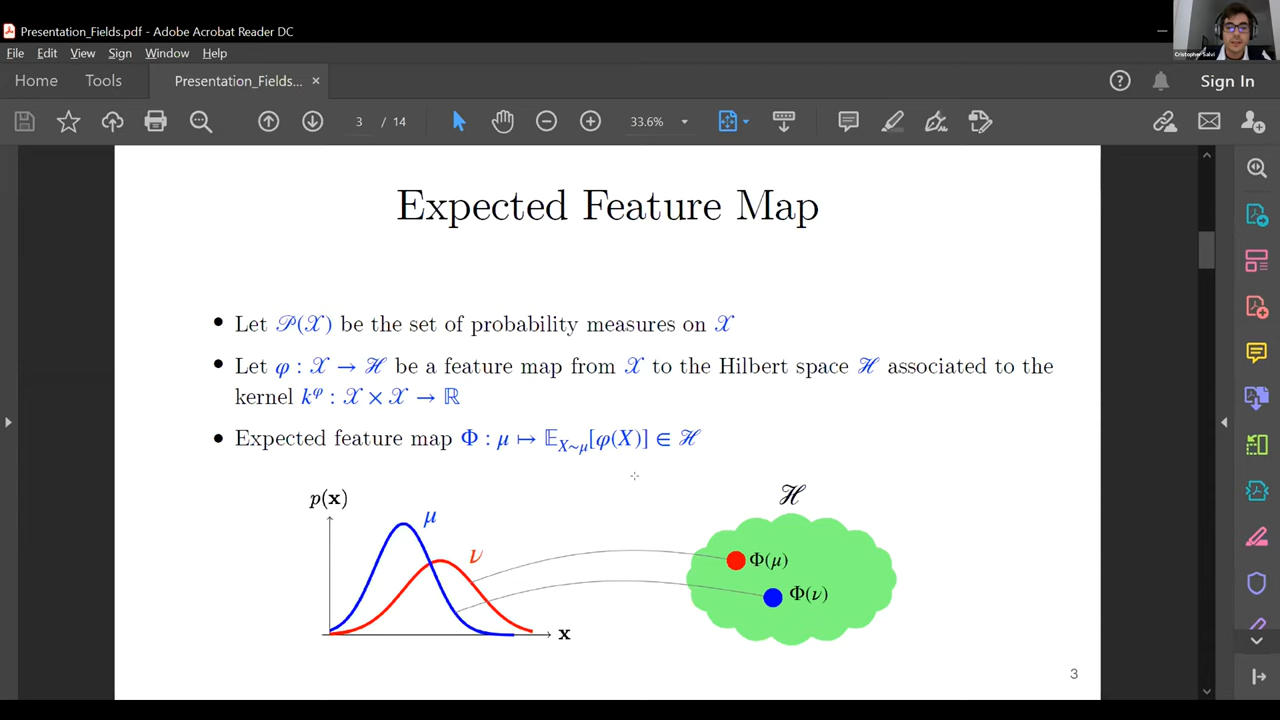 Presentation_Fields.pdf - Adobe Acrobat Reader DC
Cristopher Salvi
File Edit View Sign Window Help
Home Tools Presentation_Fields... × Sign In
3 / 14 33.6%
Expected Feature Map
• Let 𝒫(𝒳) be the set of probability measures on 𝒳
• Let φ : 𝒳 → ℋ be a feature map from 𝒳 to the Hilbert space ℋ associated to the
kernel k^φ : 𝒳 × 𝒳 → ℝ
• Expected feature map Φ : μ ↦ 𝔼_{X∼μ}[φ(X)] ∈ ℋ
p(x)
μ
ν
x
ℋ
Φ(μ)
Φ(ν)
3